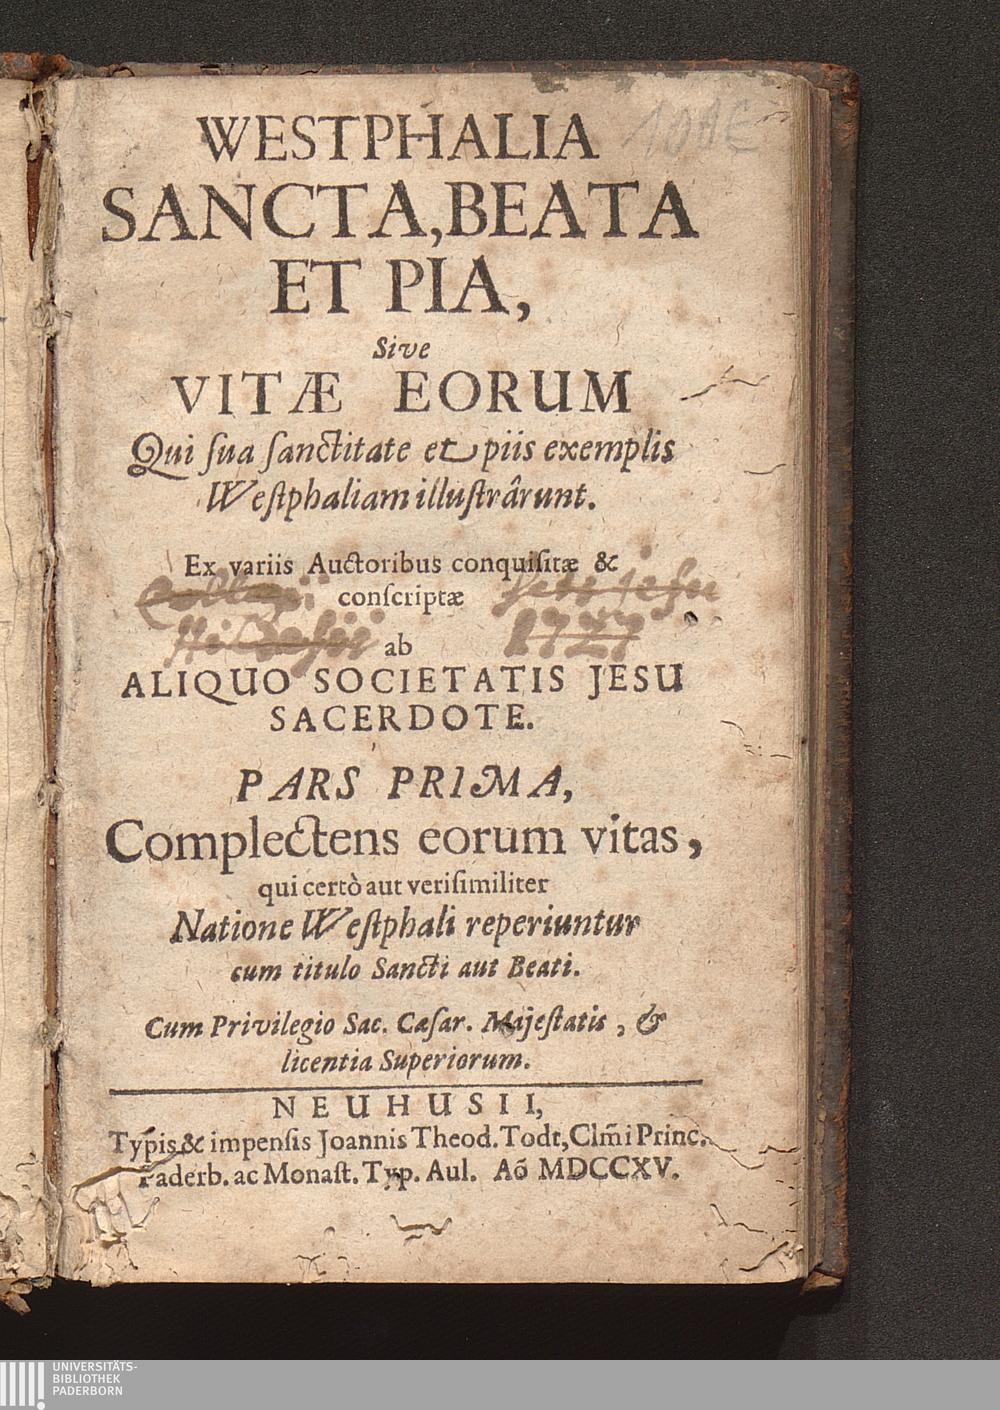 WESTPHALIA
SANCTA, BEATA
ET PIA,
Sive
VITÆ EORUM
Qui ſua ſanctitate et piis exemplis
Weſtphaliam illuſtrârunt.
Ex variis Auctoribus conquiſitæ &
conſcriptæ
1727
ab
ALIQUO SOCIETATIS JESU
SACERDOTE.
PARS PRIMA,
Complectens eorum vitas,
qui certò aut veriſimiliter
Natione Weſtphali reperiuntur
cum titulo Sancti aut Beati.
Cum Privilegio Sac. Cæſar. Majeſtatis, &
licentia Superiorum.
NEUHUSII,
Typis & impenſis Joannis Theod. Todt, Clm̃i Princ.
Paderb. ac Monaſt. Typ. Aul. Aõ MDCCXV.
UNIVERSITÄTS-
BIBLIOTHEK
PADERBORN